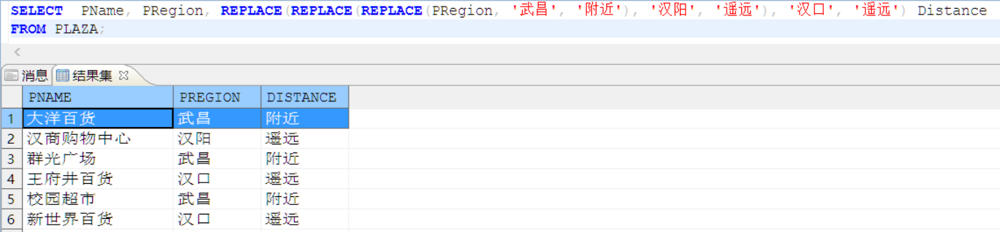 SELECT  PName, PRegion, REPLACE(REPLACE(REPLACE(PRegion, '武昌', '附近'), '汉阳', '遥远'), '汉口', '遥远') Distance
FROM PLAZA;
消息 结果集
PNAME PREGION DISTANCE
1 大洋百货 武昌 附近
2 汉商购物中心 汉阳 遥远
3 群光广场 武昌 附近
4 王府井百货 汉口 遥远
5 校园超市 武昌 附近
6 新世界百货 汉口 遥远